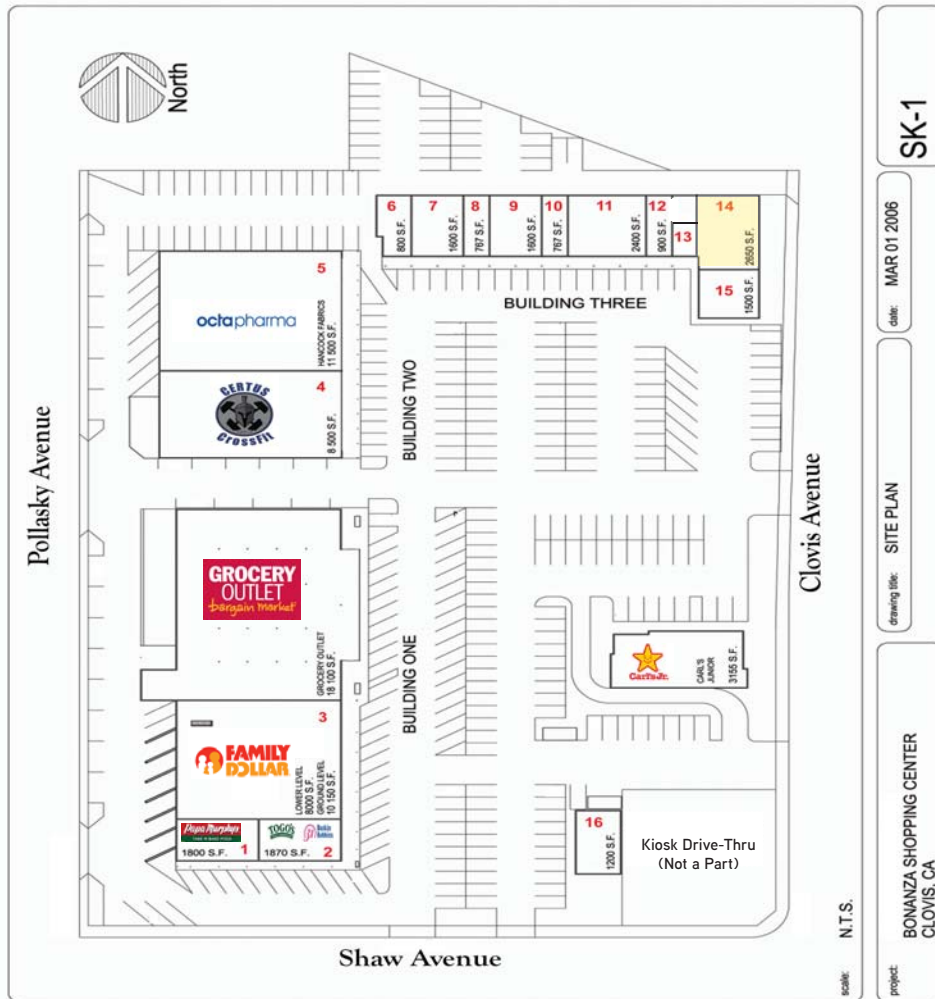 North
Pollasky Avenue
Clovis Avenue
Shaw Avenue
6
800 S.F.
7
1600 S.F.
8
787 S.F.
9
1600 S.F.
10
767 S.F.
11
2400 S.F.
12
900 S.F.
13
14
2650 S.F.
15
1500 S.F.
BUILDING THREE
5
octapharma
HANCOCK FABRICS
11 500 S.F.
4
CERTUS
CrossFit
8 500 S.F.
BUILDING TWO
GROCERY
OUTLET
bargain market
GROCERY OUTLET
18 100 S.F.
BUILDING ONE
3
FAMILY
DOLLAR
LOWER LEVEL
8000 S.F.
GROUND LEVEL
10 150 S.F.
Papa Murphy's
1800 S.F.
1
TOGO'S
Baskin
Robbins
1870 S.F.
2
Carl's Jr.
CARL'S
JUNIOR
3155 S.F.
16
1200 S.F.
Kiosk Drive-Thru
(Not a Part)
scale: N.T.S.
SK-1
date: MAR 01 2006
drawing title: SITE PLAN
project: BONANZA SHOPPING CENTER
CLOVIS, CA